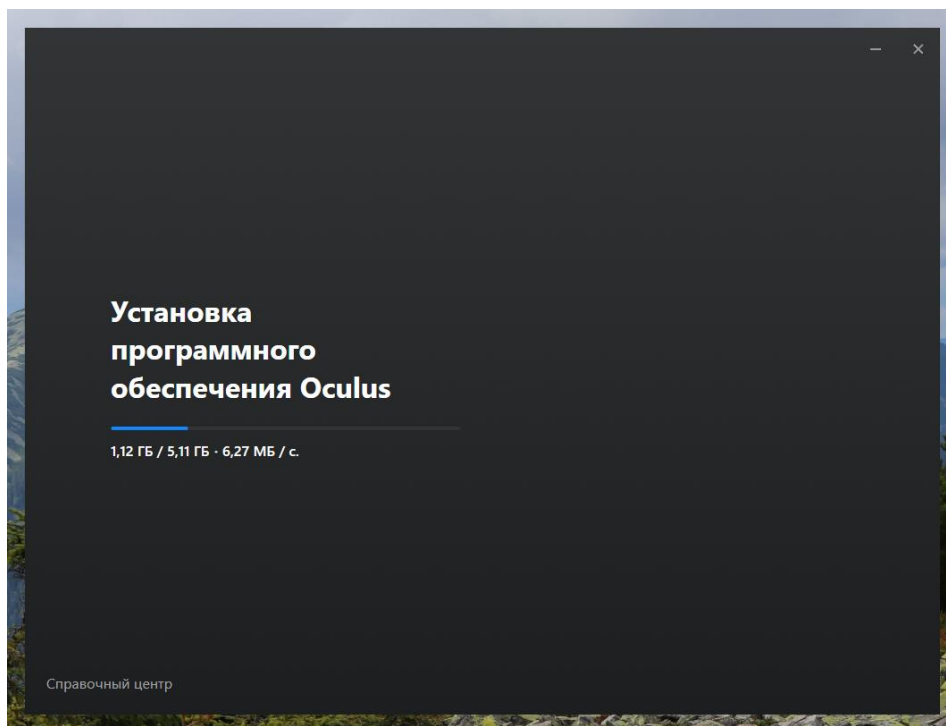 Установка
программного
обеспечения Oculus
1,12 ГБ / 5,11 ГБ · 6,27 МБ / с.
Справочный центр